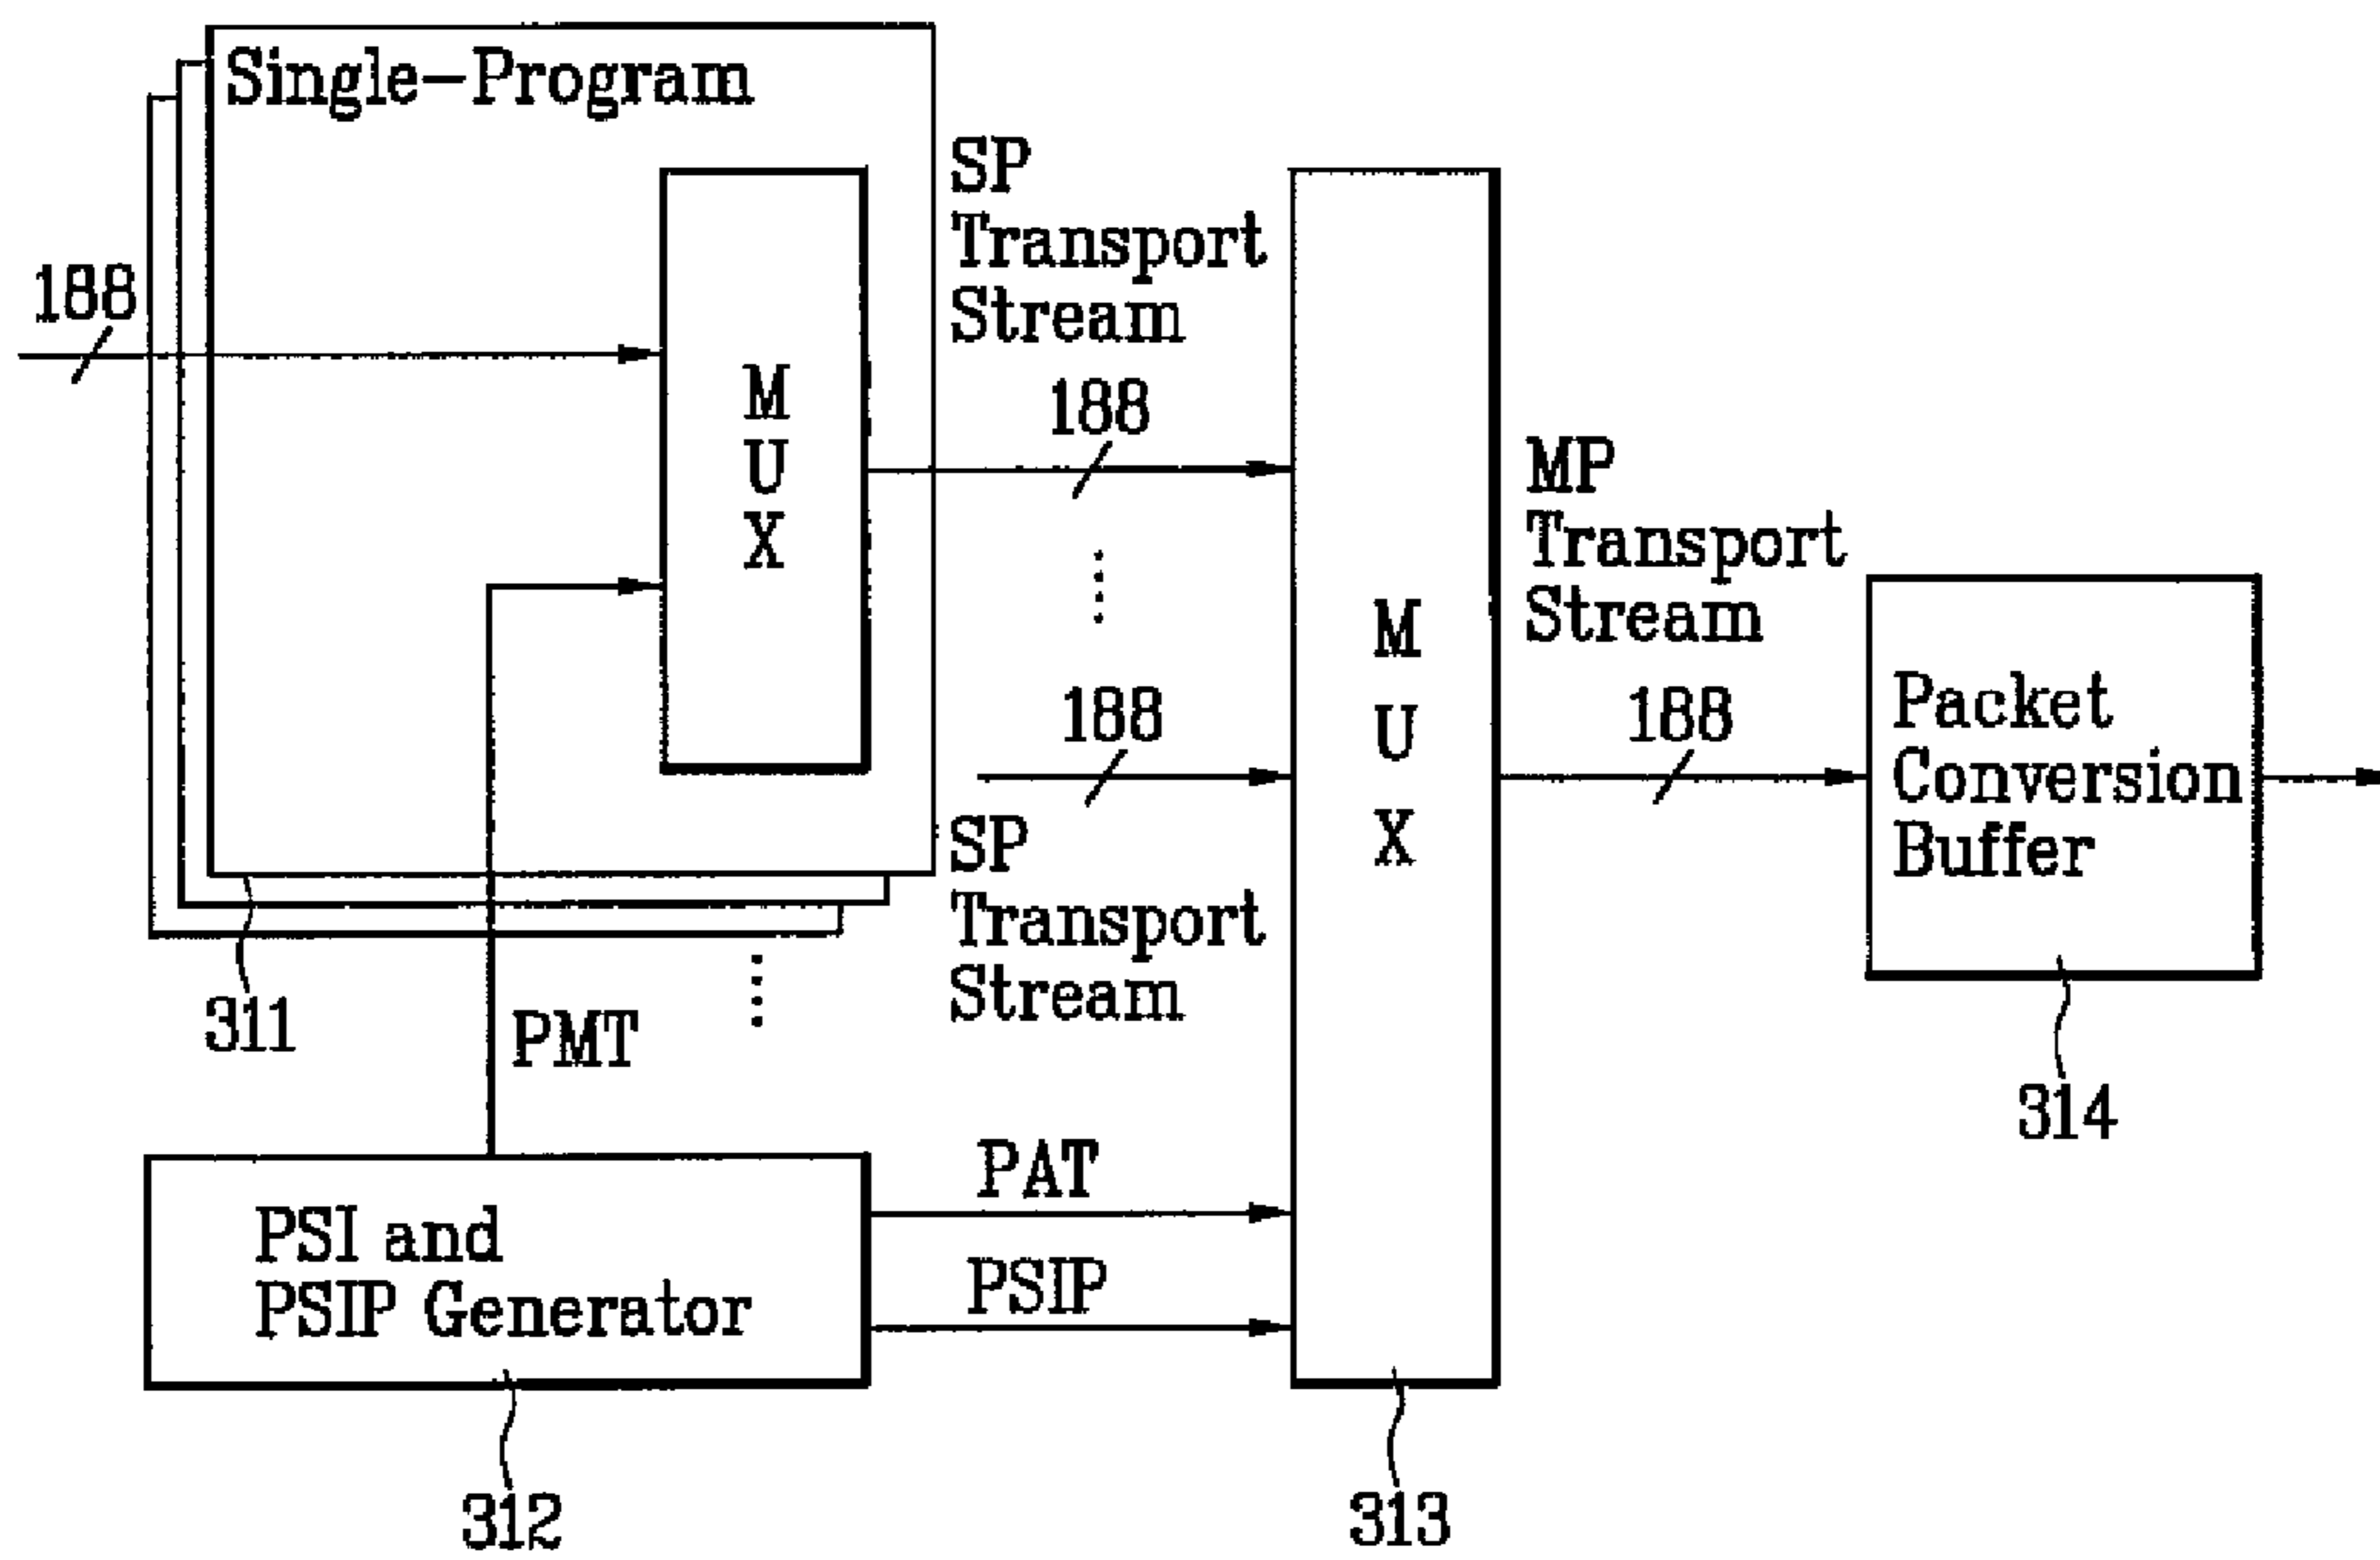 Single-Program
188
M
U
X
SP
Transport
Stream
188
188
SP
Transport
Stream
M
U
X
MP
Transport
Stream
188
Packet
Conversion
Buffer
311
PMT
314
PSI and
PSIP Generator
PAT
PSIP
312
313